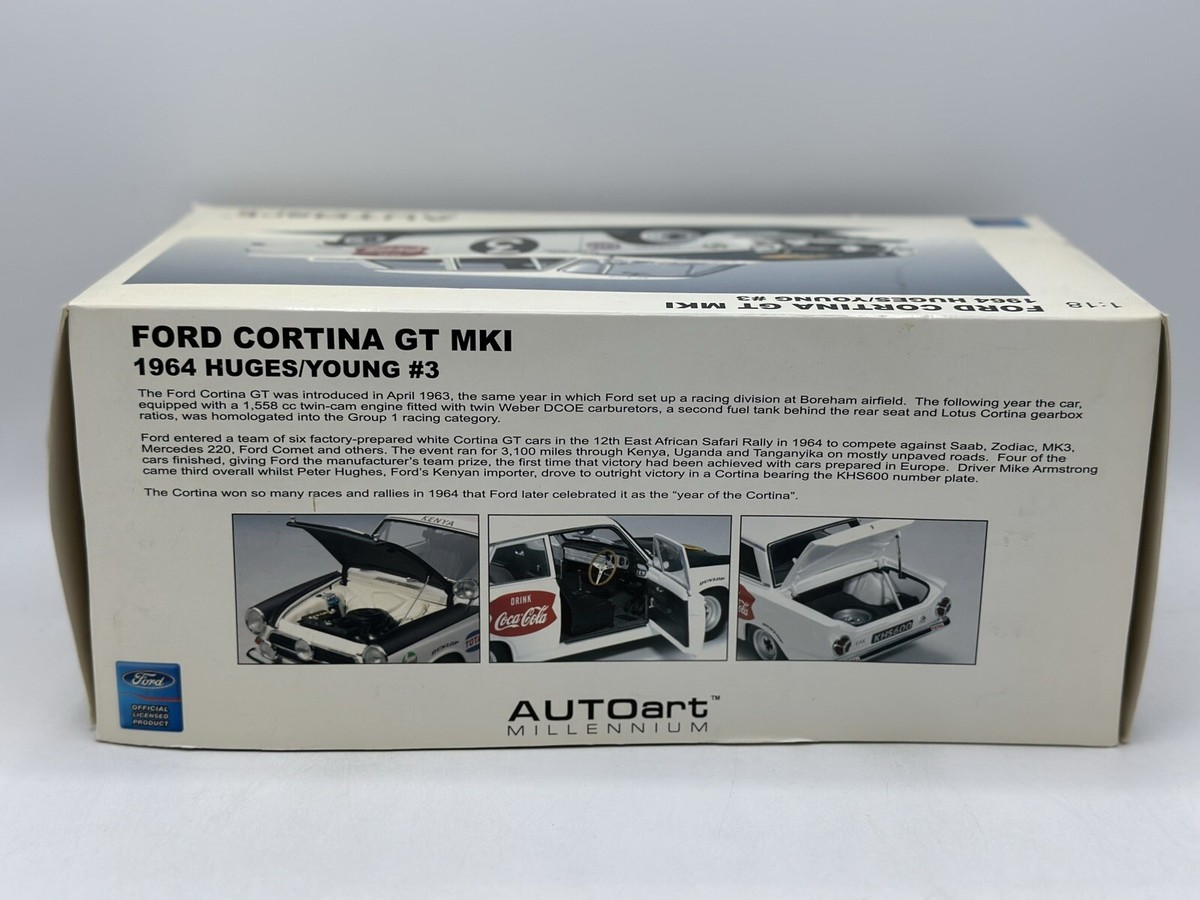 AUTOart
1:18
FORD CORTINA GT MKI
1964 HUGES/YOUNG #3
FORD CORTINA GT MKI
1964 HUGES/YOUNG #3
The Ford Cortina GT was introduced in April 1963, the same year in which Ford set up a racing division at Boreham airfield. The following year the car,
equipped with a 1,558 cc twin-cam engine fitted with twin Weber DCOE carburetors, a second fuel tank behind the rear seat and Lotus Cortina gearbox
ratios, was homologated into the Group 1 racing category.
Ford entered a team of six factory-prepared white Cortina GT cars in the 12th East African Safari Rally in 1964 to compete against Saab, Zodiac, MK3,
Mercedes 220, Ford Comet and others. The event ran for 3,100 miles through Kenya, Uganda and Tanganyika on mostly unpaved roads. Four of the
cars finished, giving Ford the manufacturer's team prize, the first time that victory had been achieved with cars prepared in Europe. Driver Mike Armstrong
came third overall whilst Peter Hughes, Ford's Kenyan importer, drove to outright victory in a Cortina bearing the KHS600 number plate.
The Cortina won so many races and rallies in 1964 that Ford later celebrated it as the "year of the Cortina".
KENYA
DUNLOP
TOTAL
DRINK
Coca-Cola
DUNLOP
EAK
KHS600
Ford
OFFICIAL
LICENSED
PRODUCT
AUTOart™
MILLENNIUM